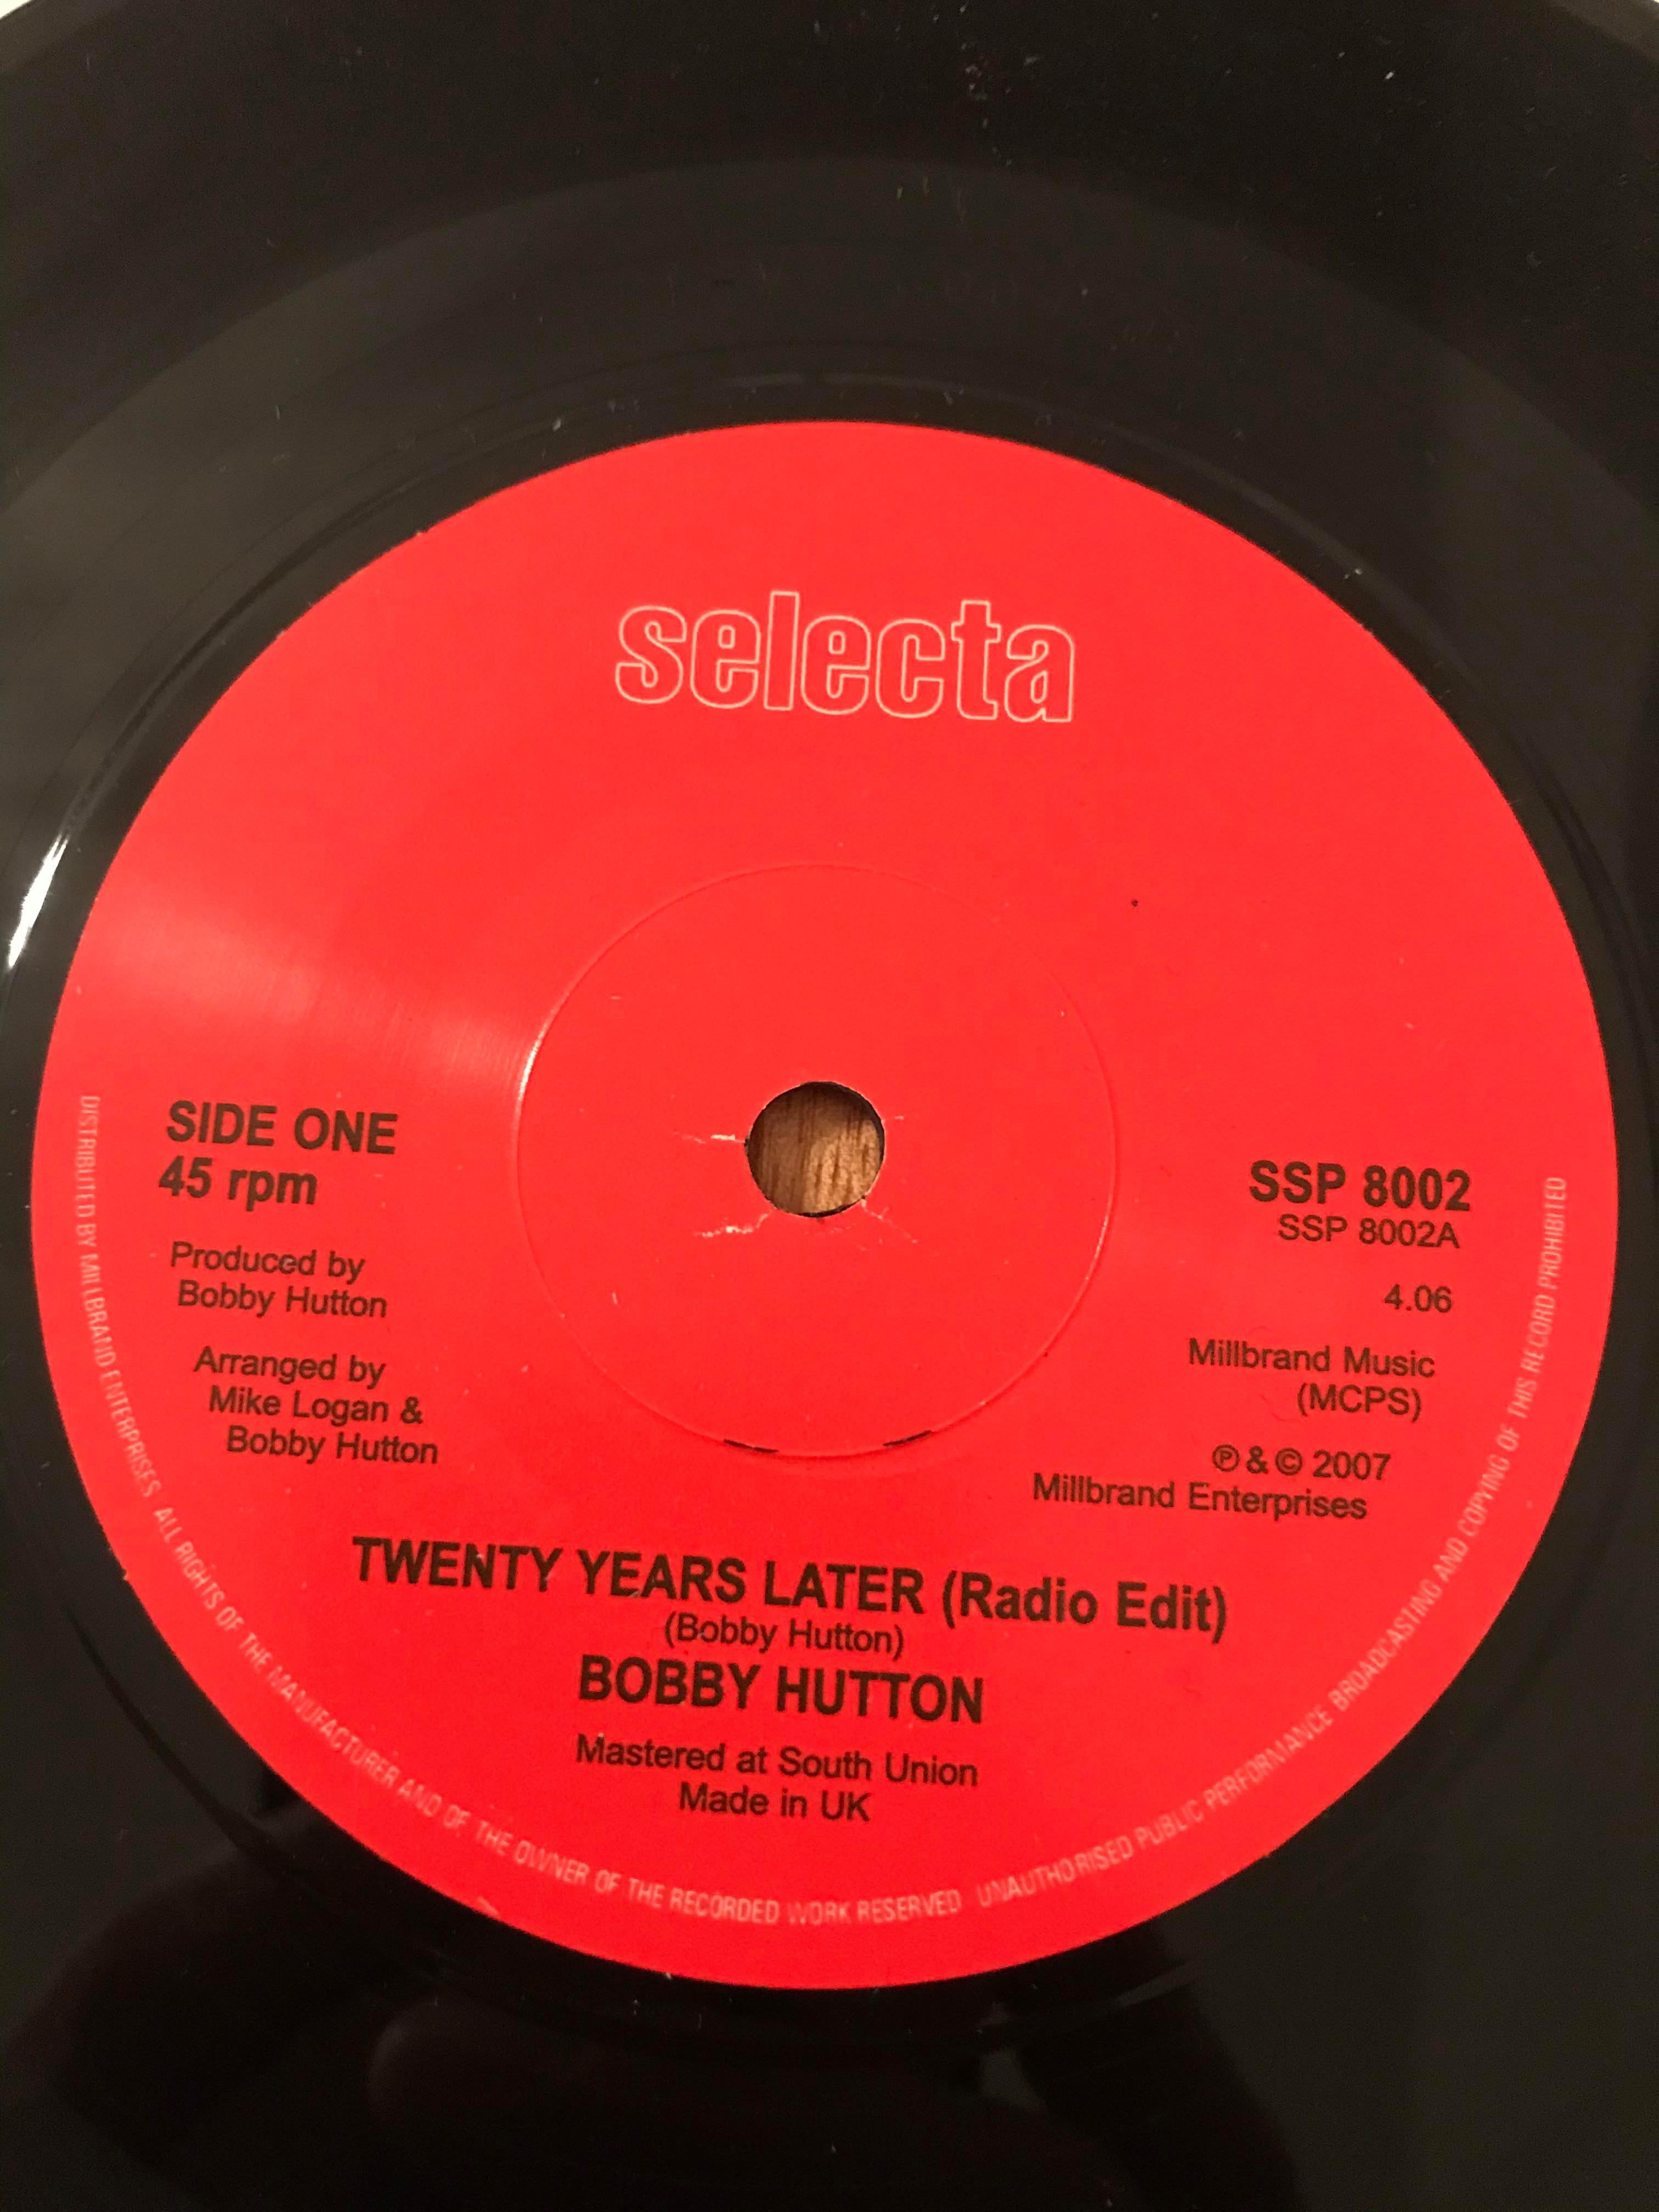 selecta
SIDE ONE
45 rpm
Produced by
Bobby Hutton
Arranged by
Mike Logan &
Bobby Hutton
SSP 8002
SSP 8002A
4.06
Millbrand Music
(MCPS)
℗ & © 2007
Millbrand Enterprises
TWENTY YEARS LATER (Radio Edit)
(Bobby Hutton)
BOBBY HUTTON
Mastered at South Union
Made in UK
DISTRIBUTED BY MILLBRAND ENTERPRISES ALL RIGHTS OF THE MANUFACTURER AND OF THE OWNER OF THE RECORDED WORK RESERVED UNAUTHORISED PUBLIC PERFORMANCE BROADCASTING AND COPYING OF THIS RECORD PROHIBITED